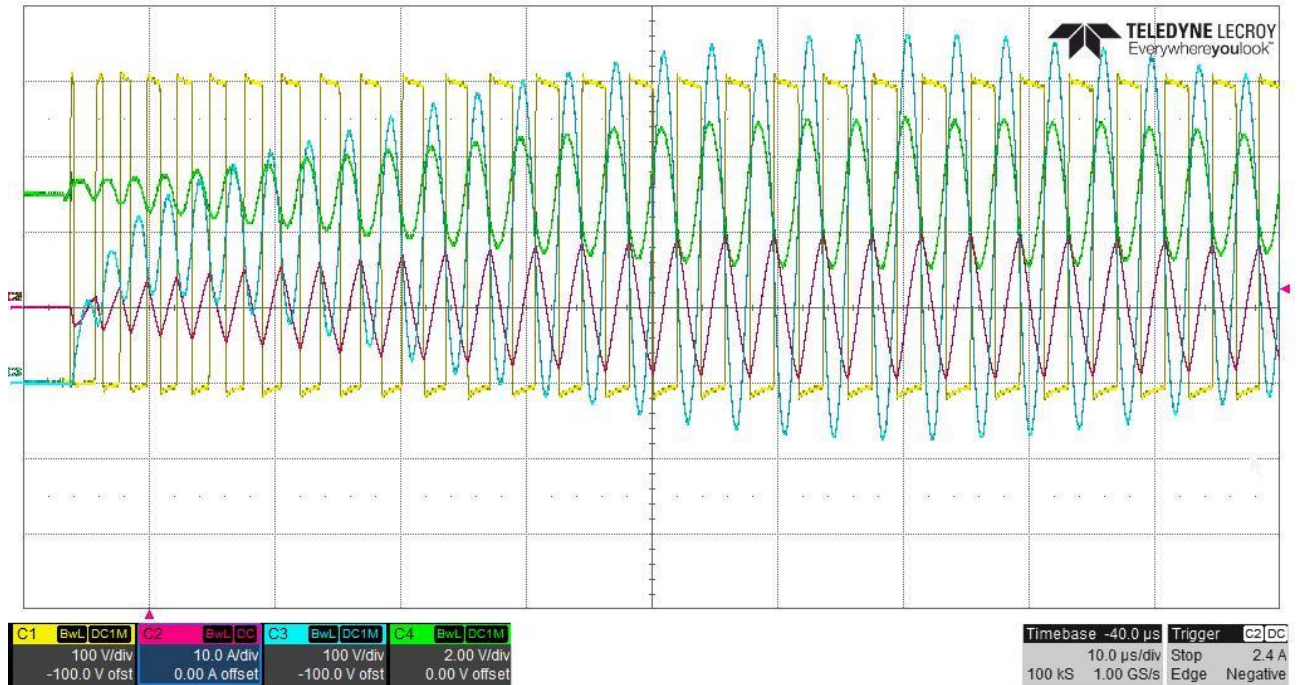 TELEDYNE LECROY
Everywhereyoulook™
C1 BwL DC1M
100 V/div
-100.0 V ofst
C2 BwL DC
10.0 A/div
0.00 A offset
C3 BwL DC1M
100 V/div
-100.0 V ofst
C4 BwL DC1M
2.00 V/div
0.00 V offset
Timebase -40.0 µs
10.0 µs/div
100 kS 1.00 GS/s
Trigger C2 DC
Stop 2.4 A
Edge Negative